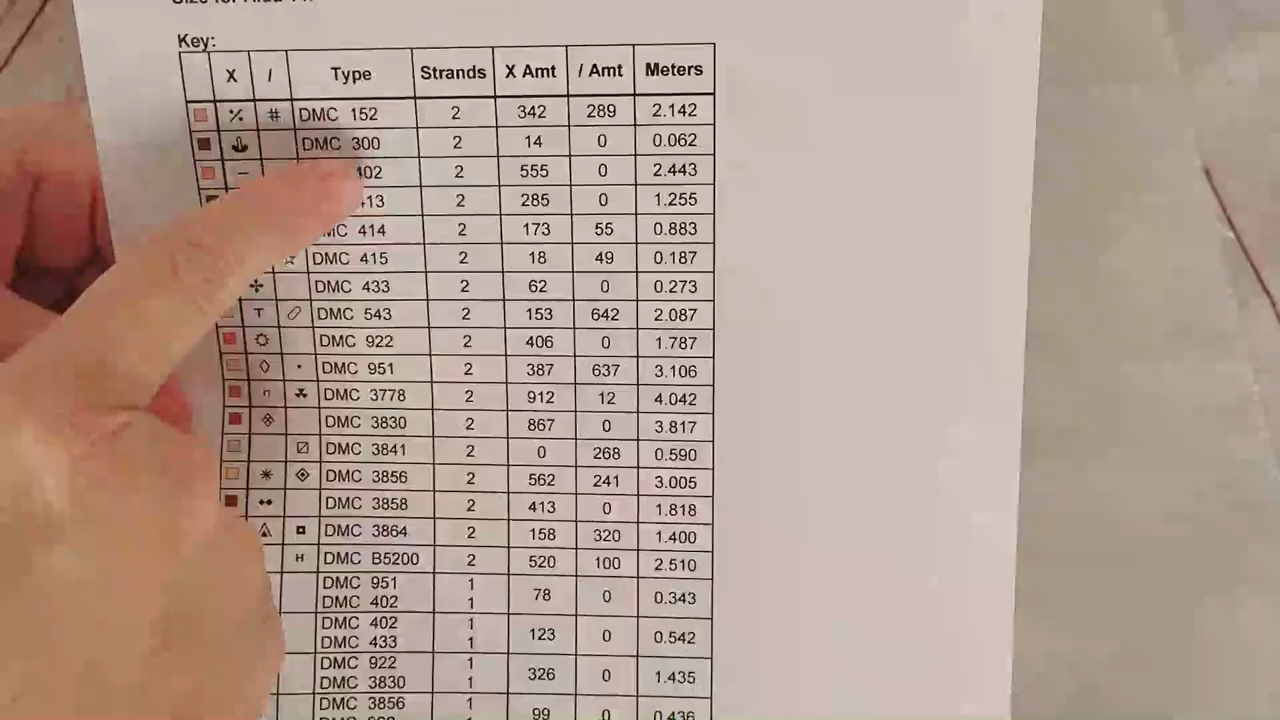 Key:
X / Type Strands X Amt / Amt Meters
# DMC 152 2 342 289 2.142
DMC 300 2 14 0 0.062
– 402 2 555 0 2.443
413 2 285 0 1.255
414 2 173 55 0.883
☆ DMC 415 2 18 49 0.187
DMC 433 2 62 0 0.273
T DMC 543 2 153 642 2.087
DMC 922 2 406 0 1.787
◇ • DMC 951 2 387 637 3.106
n DMC 3778 2 912 12 4.042
DMC 3830 2 867 0 3.817
DMC 3841 2 0 268 0.590
DMC 3856 2 562 241 3.005
DMC 3858 2 413 0 1.818
DMC 3864 2 158 320 1.400
H DMC B5200 2 520 100 2.510
DMC 951 1
78 0 0.343
DMC 402 1
DMC 402 1
123 0 0.542
DMC 433 1
DMC 922 1
326 0 1.435
DMC 3830 1
DMC 3856 1
99 0 0.436